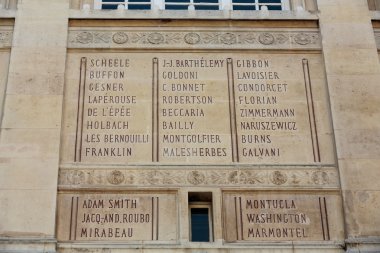 SCHEELE
BUFFON
GESNER
LAPÉROUSE
DE L'ÉPÉE
HOLBACH
LES BERNOUILLI
FRANKLIN
J-J. BARTHÉLEMY
GOLDONI
C. BONNET
ROBERTSON
BECCARIA
BAILLY
MONTGOLFIER
MALESHERBES
GIBBON
LAVOISIER
CONDORCET
FLORIAN
ZIMMERMANN
NARUSZEWICZ
BURNS
GALVANI
ADAM SMITH
JACQ. AND. ROUBO
MIRABEAU
MONTUCLA
WASHINGTON
MARMONTEL